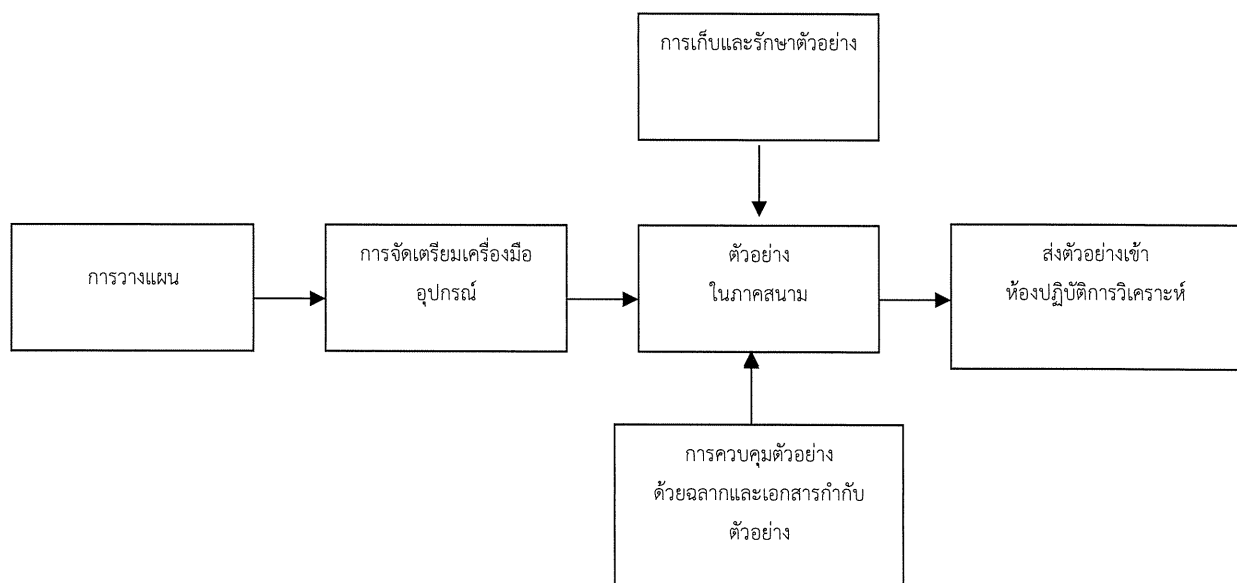 การเก็บและรักษาตัวอย่าง
การวางแผน
การจัดเตรียมเครื่องมือ
อุปกรณ์
ตัวอย่าง
ในภาคสนาม
ส่งตัวอย่างเข้า
ห้องปฏิบัติการวิเคราะห์
การควบคุมตัวอย่าง
ด้วยฉลากและเอกสารกำกับ
ตัวอย่าง